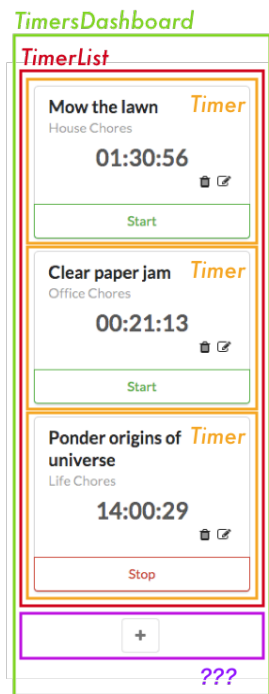 TimersDashboard
TimerList
Mow the lawn
Timer
House Chores
01:30:56
Start
Clear paper jam
Timer
Office Chores
00:21:13
Start
Ponder origins of
Timer
universe
Life Chores
14:00:29
Stop
+
???